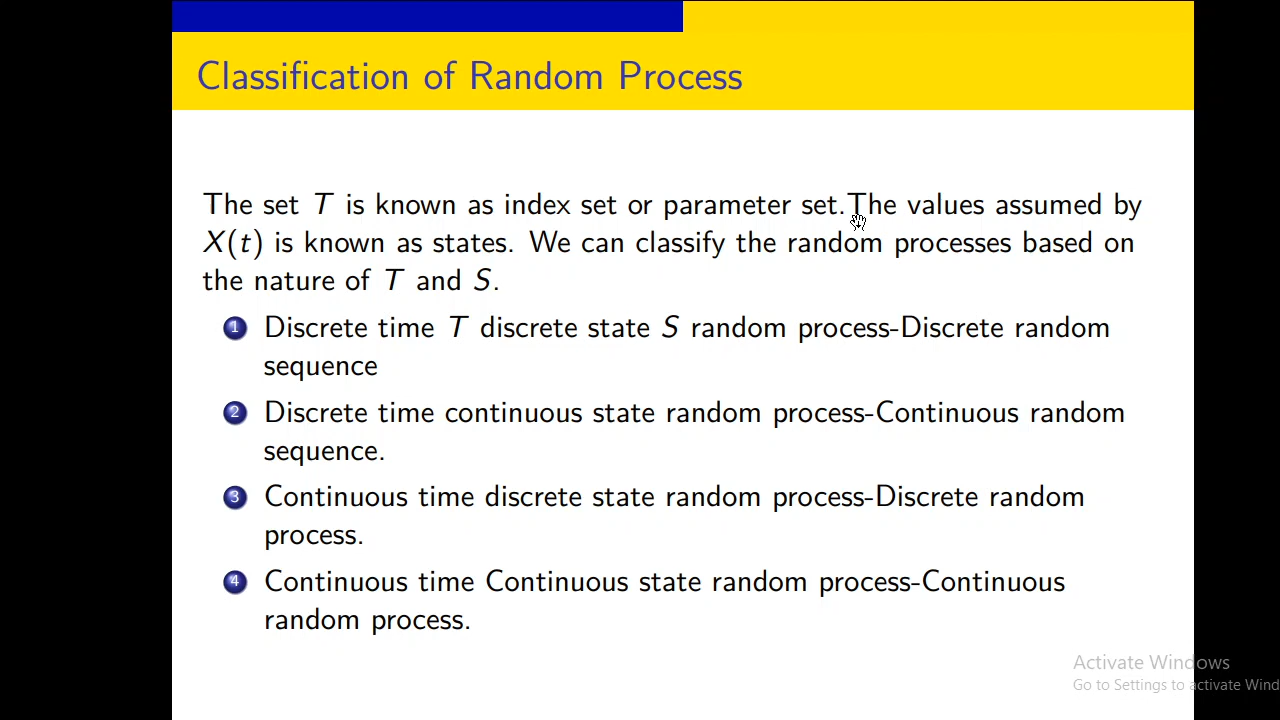 Classification of Random Process
The set T is known as index set or parameter set.The values assumed by
X(t) is known as states. We can classify the random processes based on
the nature of T and S.
1 Discrete time T discrete state S random process-Discrete random
sequence
2 Discrete time continuous state random process-Continuous random
sequence.
3 Continuous time discrete state random process-Discrete random
process.
4 Continuous time Continuous state random process-Continuous
random process.
Activate Windows
Go to Settings to activate Wind